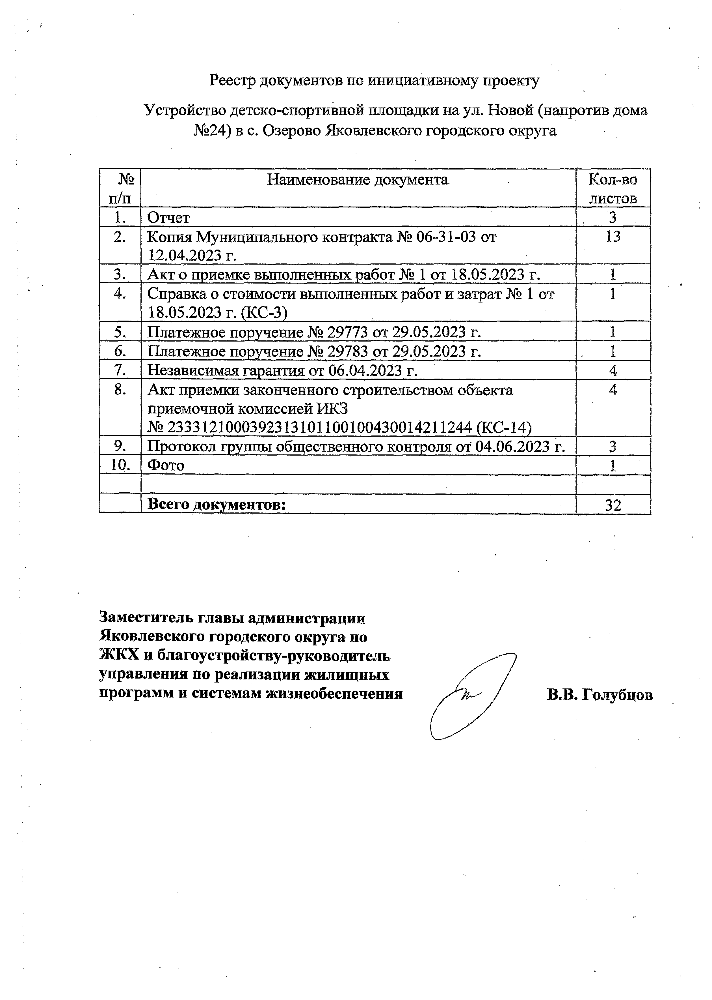 Реестр документов по инициативному проекту
Устройство детско-спортивной площадки на ул. Новой (напротив дома
№24) в с. Озерово Яковлевского городского округа
№ п/п Наименование документа Кол-во листов
1. Отчет 3
2. Копия Муниципального контракта № 06-31-03 от 13
12.04.2023 г.
3. Акт о приемке выполненных работ № 1 от 18.05.2023 г. 1
4. Справка о стоимости выполненных работ и затрат № 1 от 1
18.05.2023 г. (КС-3)
5. Платежное поручение № 29773 от 29.05.2023 г. 1
6. Платежное поручение № 29783 от 29.05.2023 г. 1
7. Независимая гарантия от 06.04.2023 г. 4
8. Акт приемки законченного строительством объекта 4
приемочной комиссией ИКЗ
№ 233312100039231310110010043001421​1244 (КС-14)
9. Протокол группы общественного контроля от 04.06.2023 г. 3
10. Фото 1
Всего документов: 32
Заместитель главы администрации
Яковлевского городского округа по
ЖКХ и благоустройству-руководитель
управления по реализации жилищных
программ и системам жизнеобеспечения В.В. Голубцов